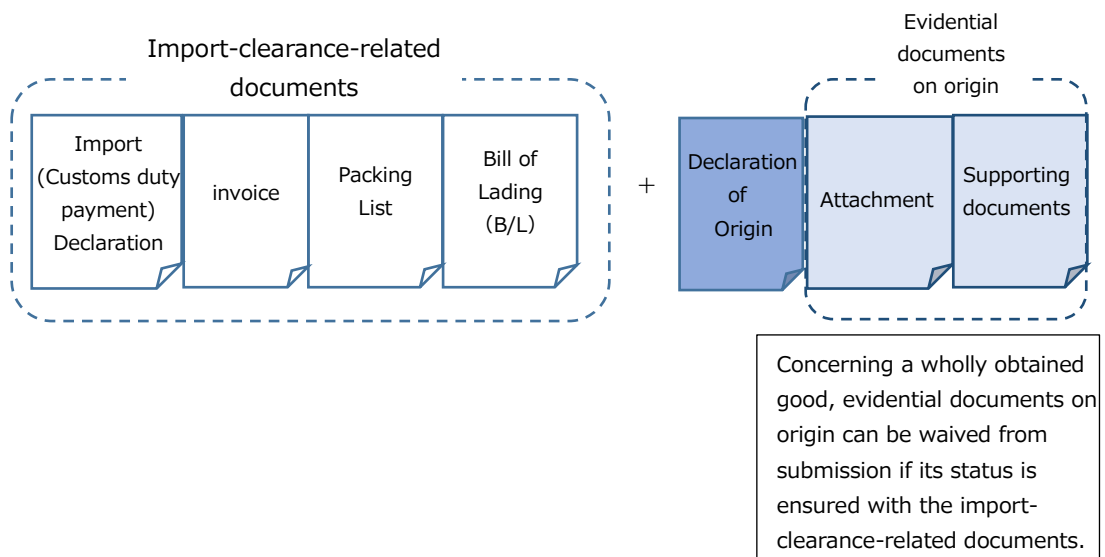 Import-clearance-related
documents
Import
(Customs duty
payment)
Declaration
invoice
Packing
List
Bill of
Lading
(B/L)
+
Declaration
of
Origin
Evidential
documents
on origin
Attachment
Supporting
documents
Concerning a wholly obtained
good, evidential documents on
origin can be waived from
submission if its status is
ensured with the import-
clearance-related documents.